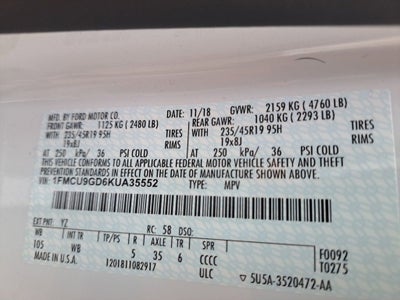 MFD. BY FORD MOTOR CO. 11/18 GVWR: 2159 KG (4760 LB)
FRONT GAWR: 1125 KG (2480 LB) REAR GAWR: 1040 KG (2293 LB)
WITH 235/45R19 95H TIRES WITH 235/45R19 95H TIRES
19x8J RIMS 19x8J RIMS
AT 250 kPa/ 36 PSI COLD AT 250 kPa/ 36 PSI COLD
THIS VEHICLE CONFORMS TO ALL APPLICABLE FEDERAL MOTOR VEHICLE SAFETY AND THEFT
PREVENTION STANDARDS IN EFFECT ON THE DATE OF MANUFACTURE SHOWN ABOVE.
VIN: 1FMCU9GD6KUA35552 TYPE: MPV
EXT PNT: YZ RC: 58 DSO: F0092
WB BRK TP/PS R AXLE TR SPR T0275
105 WB 5 35 6 CCCC
1201811082917 ULC ▽5U5A-3520472-AA